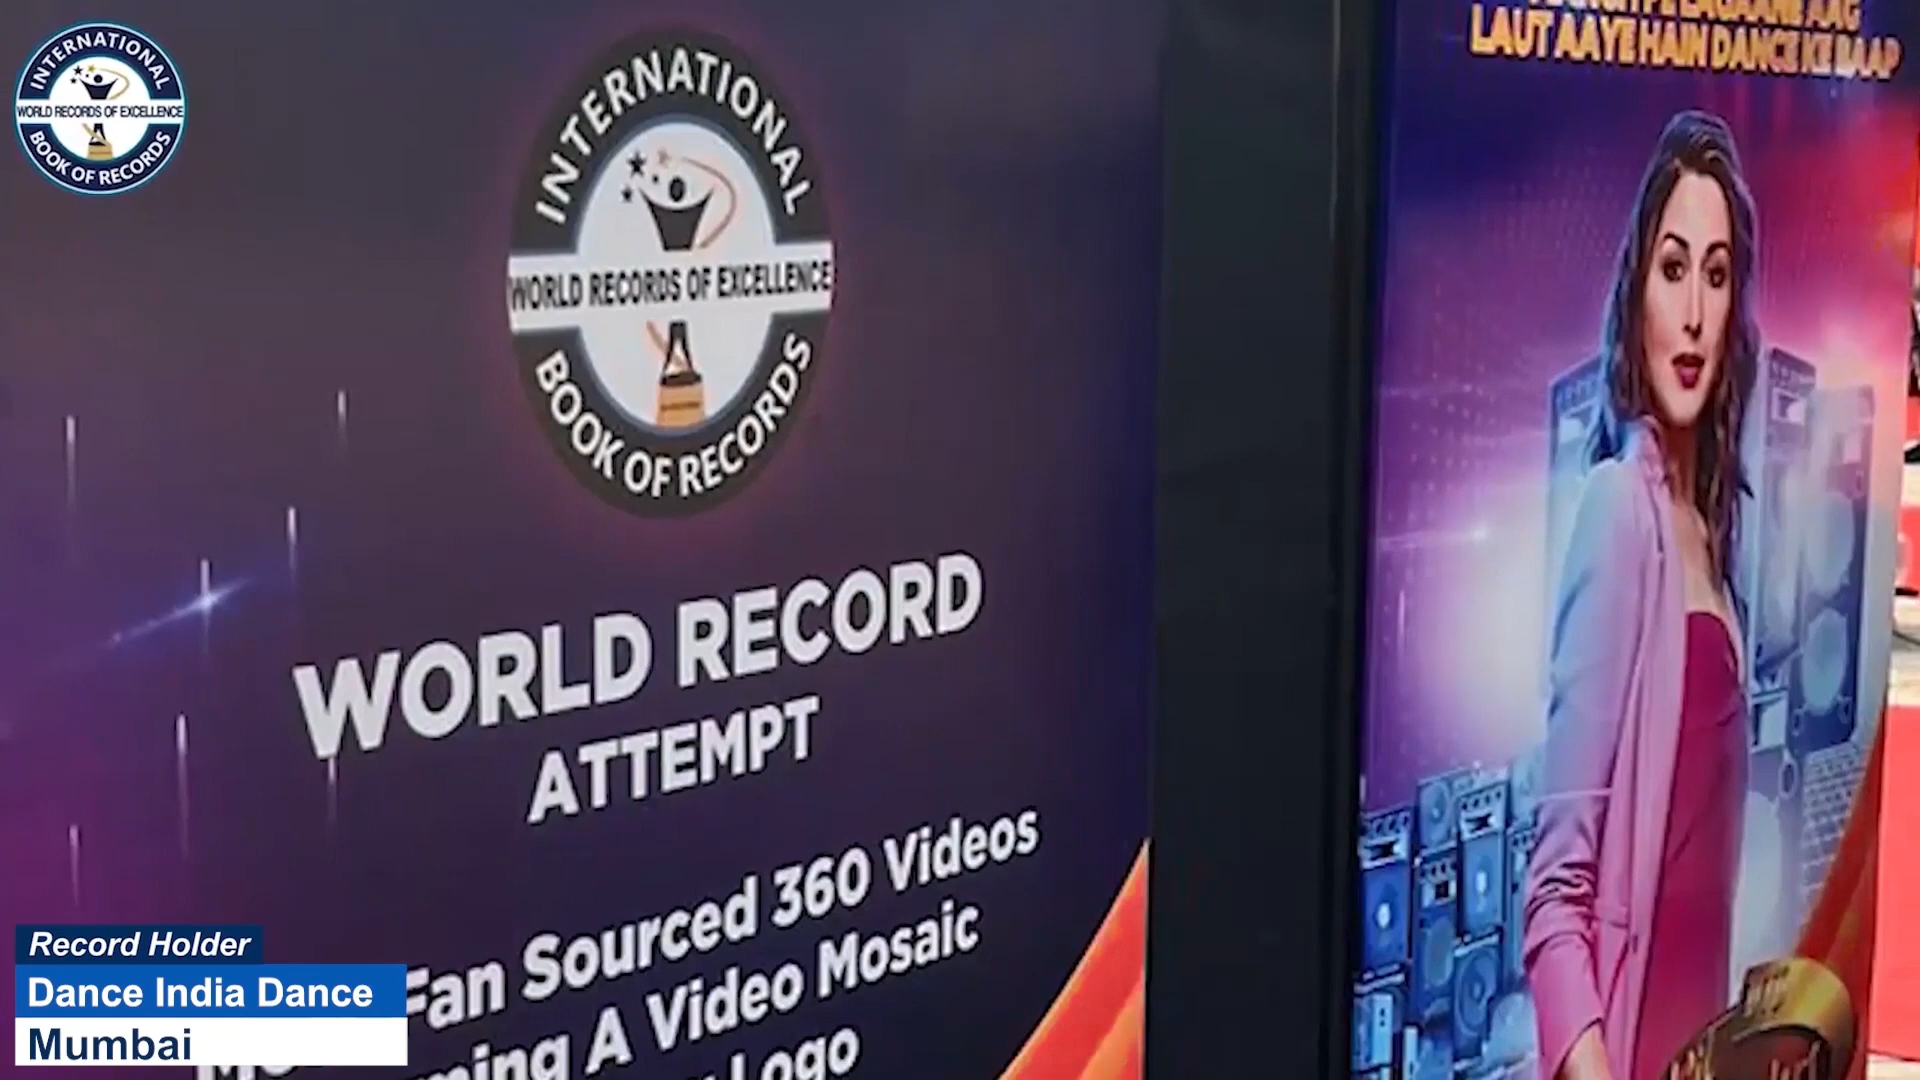 INTERNATIONAL
WORLD RECORDS OF EXCELLENCE
BOOK OF RECORDS
INTERNATIONAL
WORLD RECORDS OF EXCELLENCE
BOOK OF RECORDS
WORLD RECORD
ATTEMPT
Fan Sourced 360 Videos
A Video Mosaic
Logo
LAUT AAYE HAIN DANCE KE BAAP
Record Holder
Dance India Dance
Mumbai